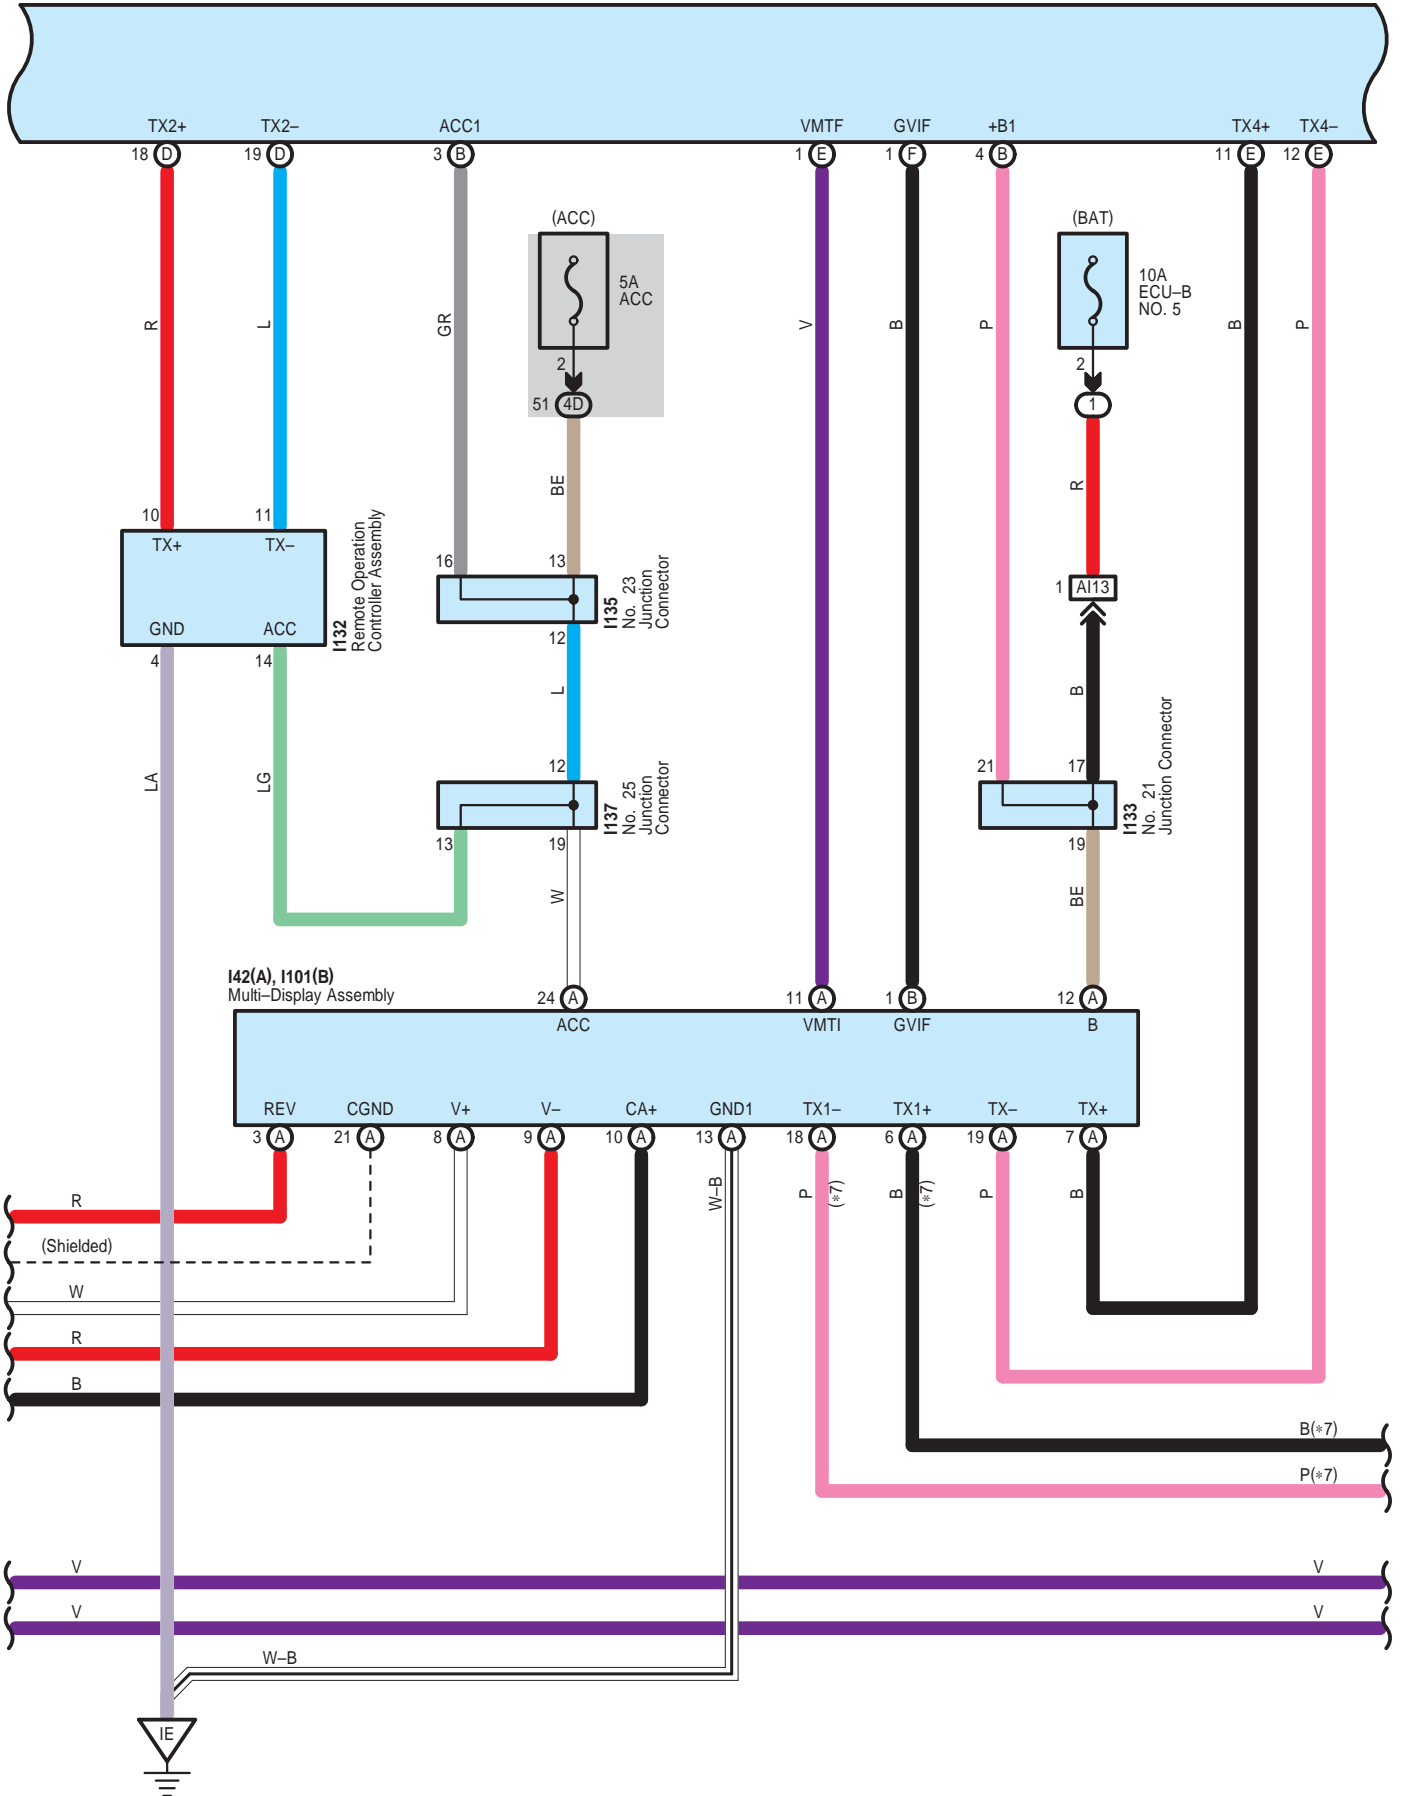 TX2+ TX2– ACC1 VMTF GVIF +B1 TX4+ TX4–
18 D 19 D 3 B 1 E 1 F 4 B 11 E 12 E
(ACC) (BAT)
5A
ACC
10A
ECU–B
NO. 5
R L GR V B P B P
2 2
51 4D 1
BE R
10 11 16 13
TX+ TX–
GND ACC
I132
Remote Operation
Controller Assembly
I135
No. 23
Junction
Connector
1 AI13
4 14 12
L B
LA LG
12 21 17
I137
No. 25
Junction
Connector
I133
No. 21
Junction Connector
13 19 19
W BE
I42(A), I101(B)
Multi–Display Assembly
24 A 11 A 1 B 12 A
ACC VMTI GVIF B
REV CGND V+ V– CA+ GND1 TX1– TX1+ TX– TX+
3 A 21 A 8 A 9 A 10 A 13 A 18 A 6 A 19 A 7 A
W–B P (*7) B (*7) P B
R
(Shielded)
W
R
B
B(*7)
P(*7)
V V
V V
W–B
IE